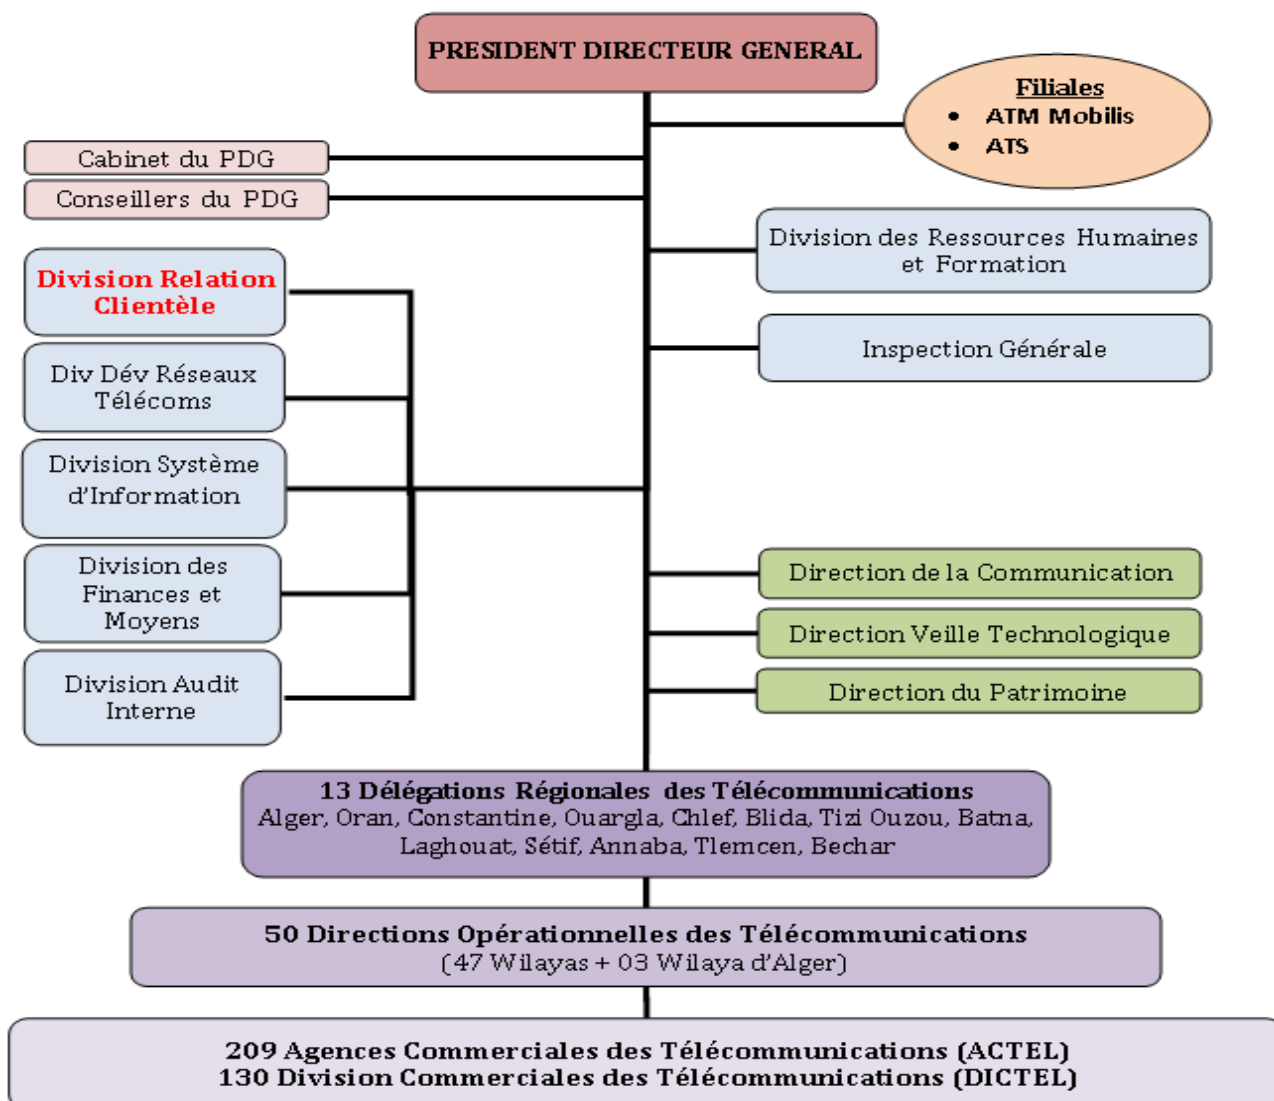 PRESIDENT DIRECTEUR GENERAL
Filiales
• ATM Mobilis
• ATS
Cabinet du PDG
Conseillers du PDG
Division des Ressources Humaines
et Formation
Inspection Générale
Division Relation
Clientèle
Div Dév Réseaux
Télécoms
Division Système
d'Information
Division des
Finances et
Moyens
Division Audit
Interne
Direction de la Communication
Direction Veille Technologique
Direction du Patrimoine
13 Délégations Régionales des Télécommunications
Alger, Oran, Constantine, Ouargla, Chlef, Blida, Tizi Ouzou, Batna,
Laghouat, Sétif, Annaba, Tlemcen, Bechar
50 Directions Opérationnelles des Télécommunications
(47 Wilayas + 03 Wilaya d'Alger)
209 Agences Commerciales des Télécommunications (ACTEL)
130 Division Commerciales des Télécommunications (DICTEL)